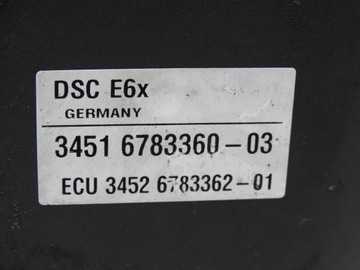 DSC E6x
GERMANY
3451 6783360-03
ECU 3452 6783362-01